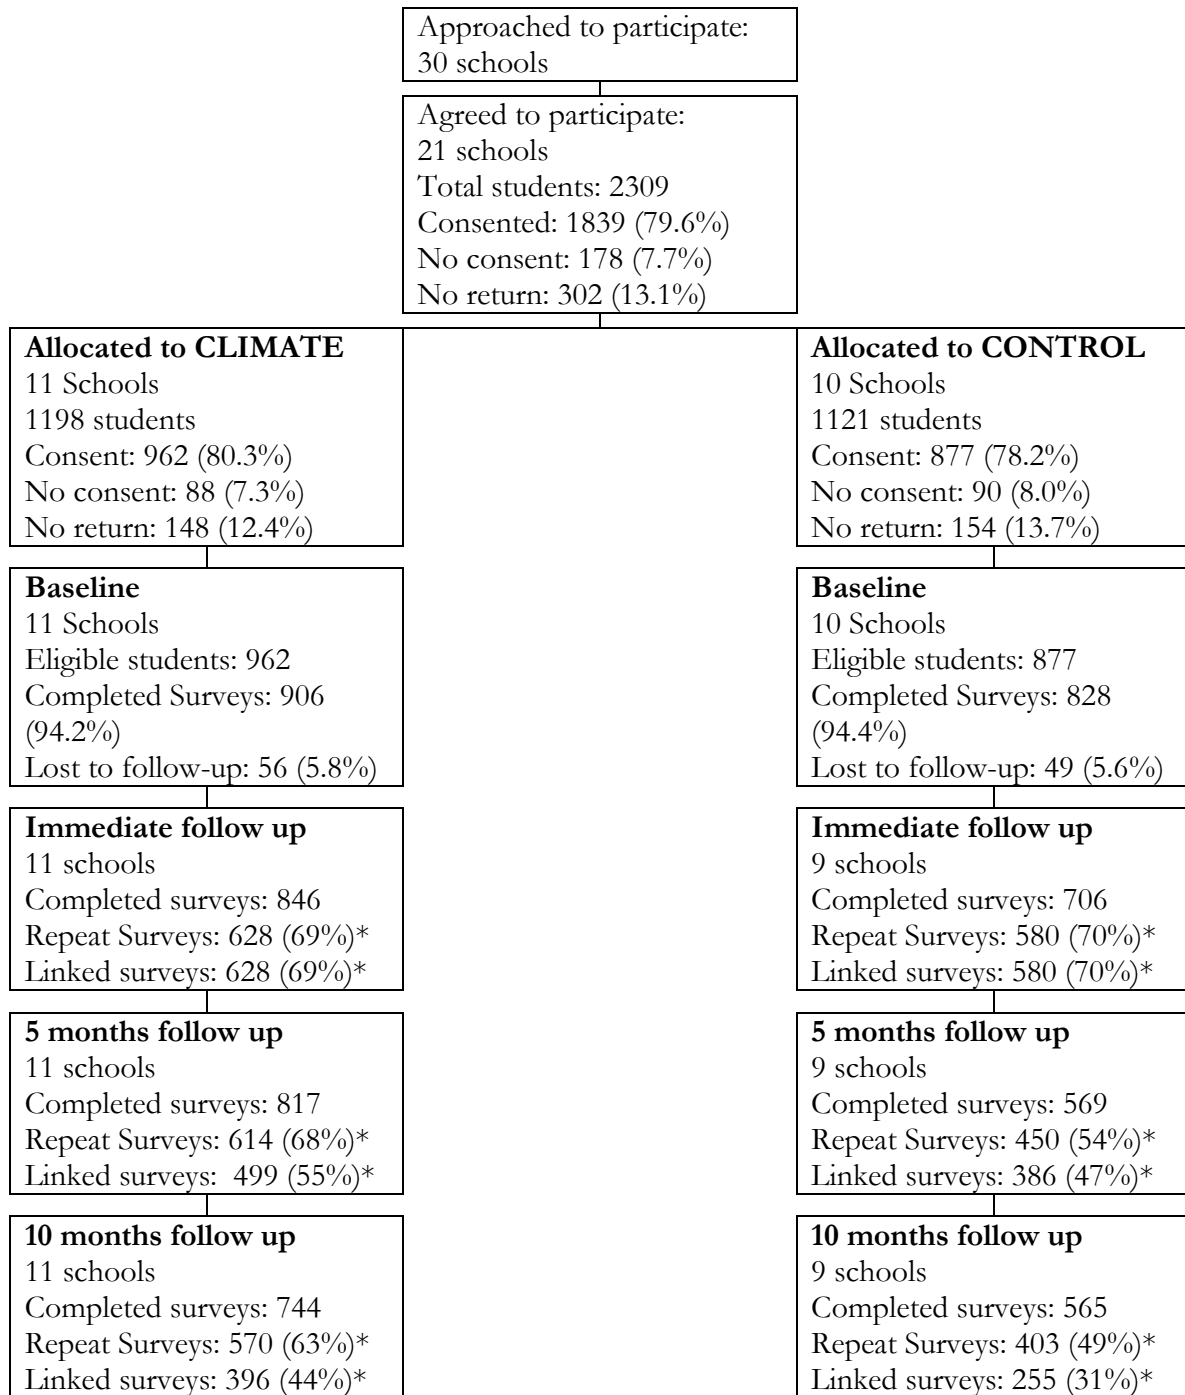 Approached to participate:
30 schools
Agreed to participate:
21 schools
Total students: 2309
Consented: 1839 (79.6%)
No consent: 178 (7.7%)
No return: 302 (13.1%)
Allocated to CLIMATE
11 Schools
1198 students
Consent: 962 (80.3%)
No consent: 88 (7.3%)
No return: 148 (12.4%)
Allocated to CONTROL
10 Schools
1121 students
Consent: 877 (78.2%)
No consent: 90 (8.0%)
No return: 154 (13.7%)
Baseline
11 Schools
Eligible students: 962
Completed Surveys: 906
(94.2%)
Lost to follow-up: 56 (5.8%)
Baseline
10 Schools
Eligible students: 877
Completed Surveys: 828
(94.4%)
Lost to follow-up: 49 (5.6%)
Immediate follow up
11 schools
Completed surveys: 846
Repeat Surveys: 628 (69%)*
Linked surveys: 628 (69%)*
Immediate follow up
9 schools
Completed surveys: 706
Repeat Surveys: 580 (70%)*
Linked surveys: 580 (70%)*
5 months follow up
11 schools
Completed surveys: 817
Repeat Surveys: 614 (68%)*
Linked surveys:  499 (55%)*
5 months follow up
9 schools
Completed surveys: 569
Repeat Surveys: 450 (54%)*
Linked surveys: 386 (47%)*
10 months follow up
11 schools
Completed surveys: 744
Repeat Surveys: 570 (63%)*
Linked surveys: 396 (44%)*
10 months follow up
9 schools
Completed surveys: 565
Repeat Surveys: 403 (49%)*
Linked surveys: 255 (31%)*